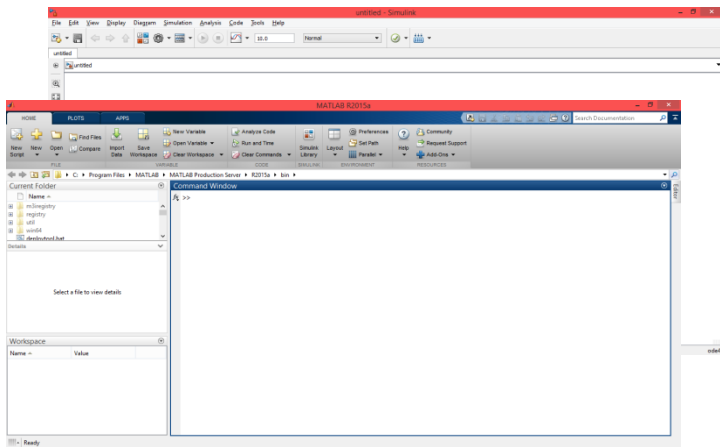 untitled - Simulink
File Edit View Display Diagram Simulation Analysis Code Tools Help
10.0 Normal
untitled
untitled
MATLAB R2015a
HOME PLOTS APPS Search Documentation
New Script New Open Find Files Compare Import Data Save Workspace New Variable Open Variable Clear Workspace Analyze Code Run and Time Clear Commands Simulink Library Layout Preferences Set Path Parallel Help Community Request Support Add-Ons
FILE VARIABLE CODE SIMULINK ENVIRONMENT RESOURCES
C: Program Files MATLAB MATLAB Production Server R2015a bin
Current Folder Command Window Editor
Name fx >>
m3iregistry
registry
util
win64
deploytool.bat
Details
Select a file to view details
Workspace
Name Value
ode4
Ready